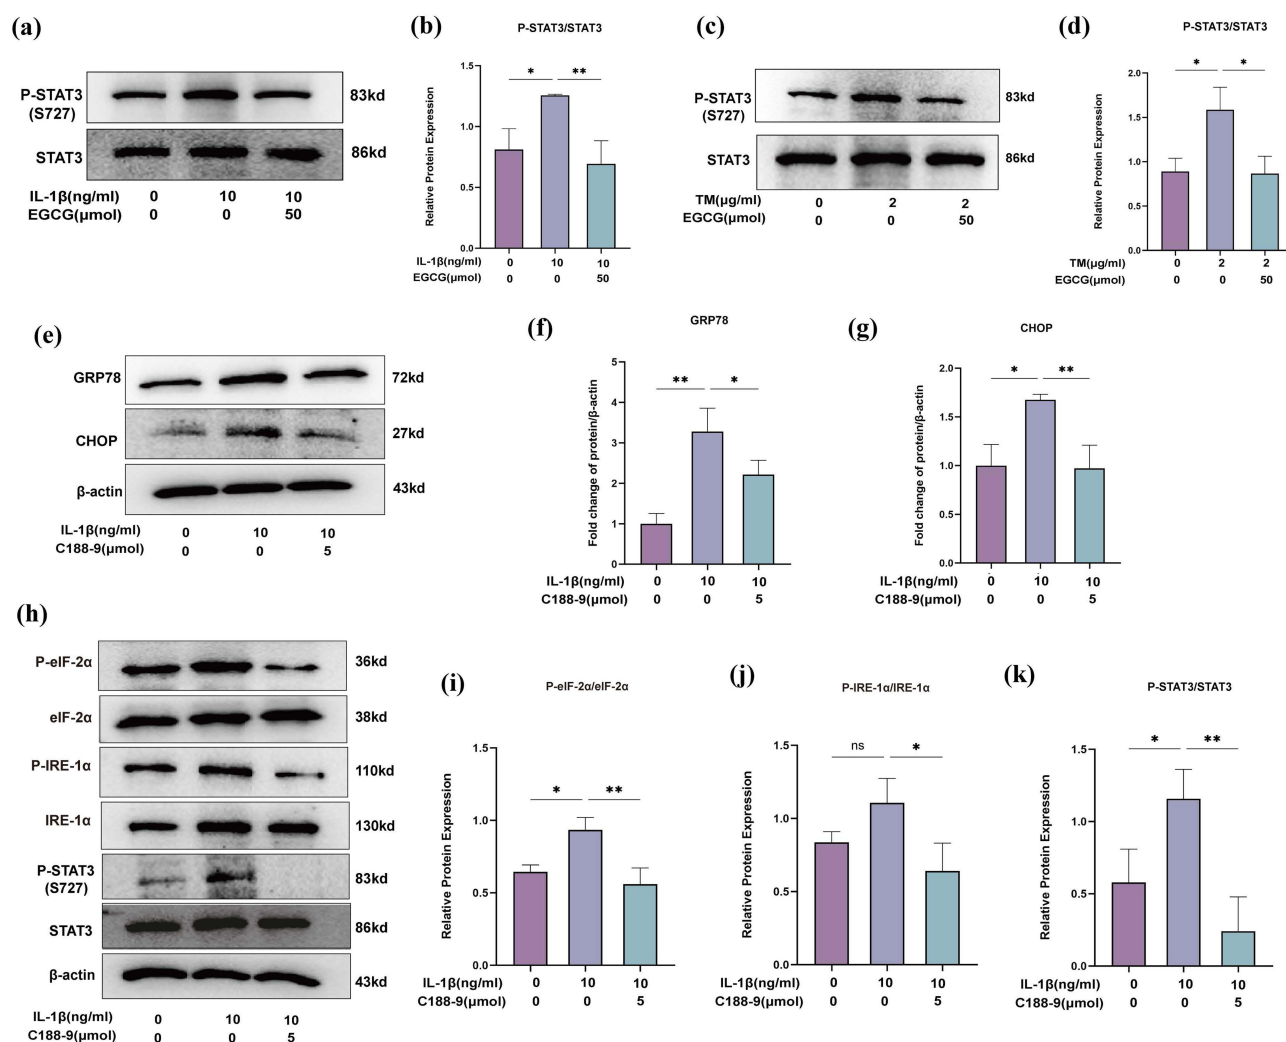 (a)
P-STAT3
(S727)
83kd
STAT3
86kd
IL-1β(ng/ml) 0 10 10
EGCG(μmol) 0 0 50
(b)
P-STAT3/STAT3
Relative Protein Expression
1.5
1.0
0.5
0.0
* **
IL-1β(ng/ml) 0 10 10
EGCG(μmol) 0 0 50
(c)
P-STAT3
(S727)
83kd
STAT3
86kd
TM(μg/ml) 0 2 2
EGCG(μmol) 0 0 50
(d)
P-STAT3/STAT3
Relative Protein Expression
2.0
1.5
1.0
0.5
0.0
* *
TM(μg/ml) 0 2 2
EGCG(μmol) 0 0 50
(e)
GRP78 72kd
CHOP 27kd
β-actin 43kd
IL-1β(ng/ml) 0 10 10
C188-9(μmol) 0 0 5
(f)
GRP78
Fold change of protein/β-actin
5
4
3
2
1
0
** *
IL-1β(ng/ml) 0 10 10
C188-9(μmol) 0 0 5
(g)
CHOP
Fold change of protein/β-actin
2.0
1.5
1.0
0.5
0.0
* **
IL-1β(ng/ml) 0 10 10
C188-9(μmol) 0 0 5
(h)
P-eIF-2α 36kd
eIF-2α 38kd
P-IRE-1α 110kd
IRE-1α 130kd
P-STAT3
(S727)
83kd
STAT3 86kd
β-actin 43kd
IL-1β(ng/ml) 0 10 10
C188-9(μmol) 0 0 5
(i)
P-eIF-2α/eIF-2α
Relative Protein Expression
1.5
1.0
0.5
0.0
* **
IL-1β(ng/ml) 0 10 10
C188-9(μmol) 0 0 5
(j)
P-IRE-1α/IRE-1α
Relative Protein Expression
1.5
1.0
0.5
0.0
ns *
IL-1β(ng/ml) 0 10 10
C188-9(μmol) 0 0 5
(k)
P-STAT3/STAT3
Relative Protein Expression
1.5
1.0
0.5
0.0
* **
IL-1β(ng/ml) 0 10 10
C188-9(μmol) 0 0 5